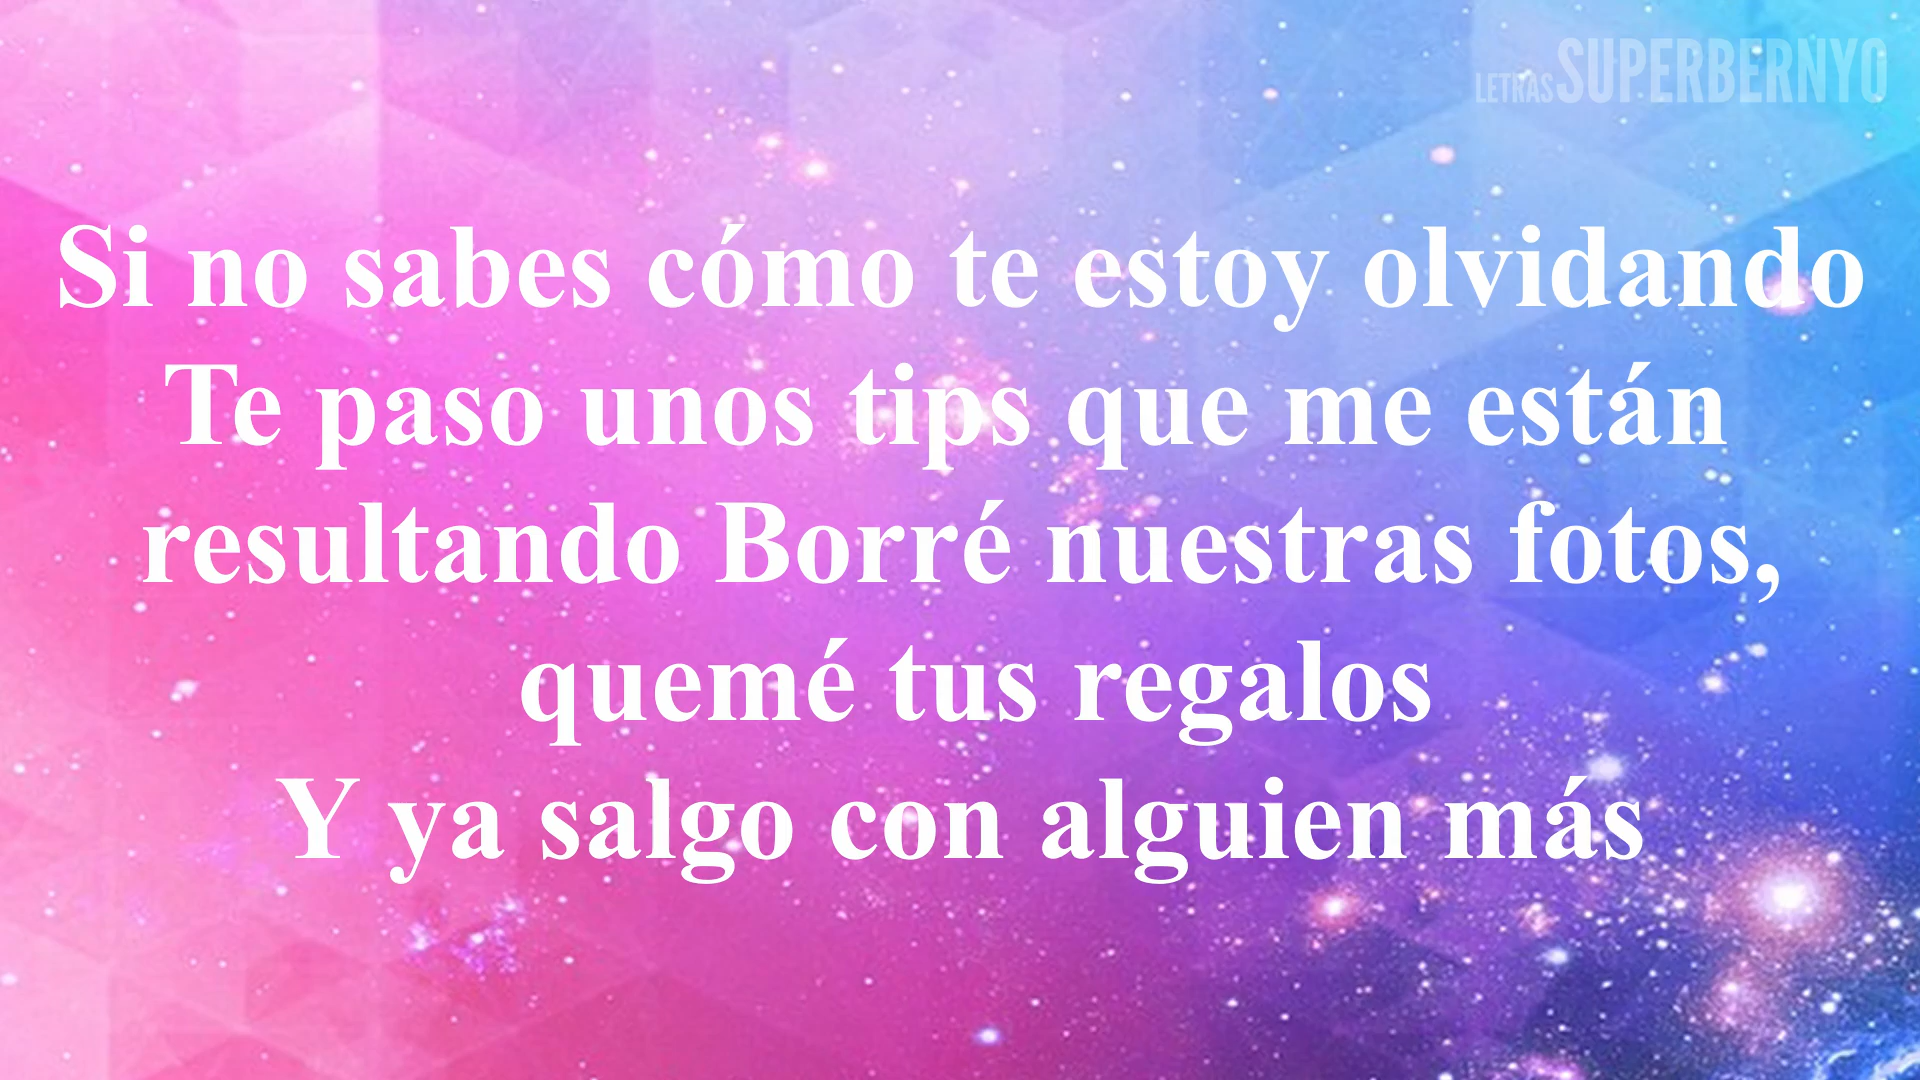 LETRAS SUPERBERNYO
Si no sabes cómo te estoy olvidando
Te paso unos tips que me están
resultando Borré nuestras fotos,
quemé tus regalos
Y ya salgo con alguien más